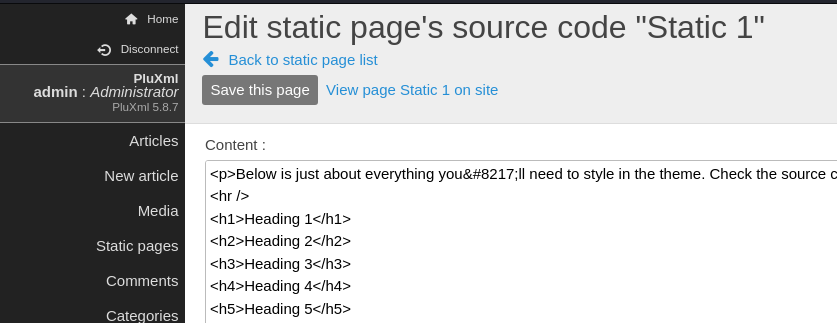 Home
Disconnect
PluXml
admin : Administrator
PluXml 5.8.7
Articles
New article
Media
Static pages
Comments
Categories
Edit static page's source code "Static 1"
Back to static page list
Save this page View page Static 1 on site
Content :
<p>Below is just about everything you&#8217;ll need to style in the theme. Check the source c
<hr />
<h1>Heading 1</h1>
<h2>Heading 2</h2>
<h3>Heading 3</h3>
<h4>Heading 4</h4>
<h5>Heading 5</h5>